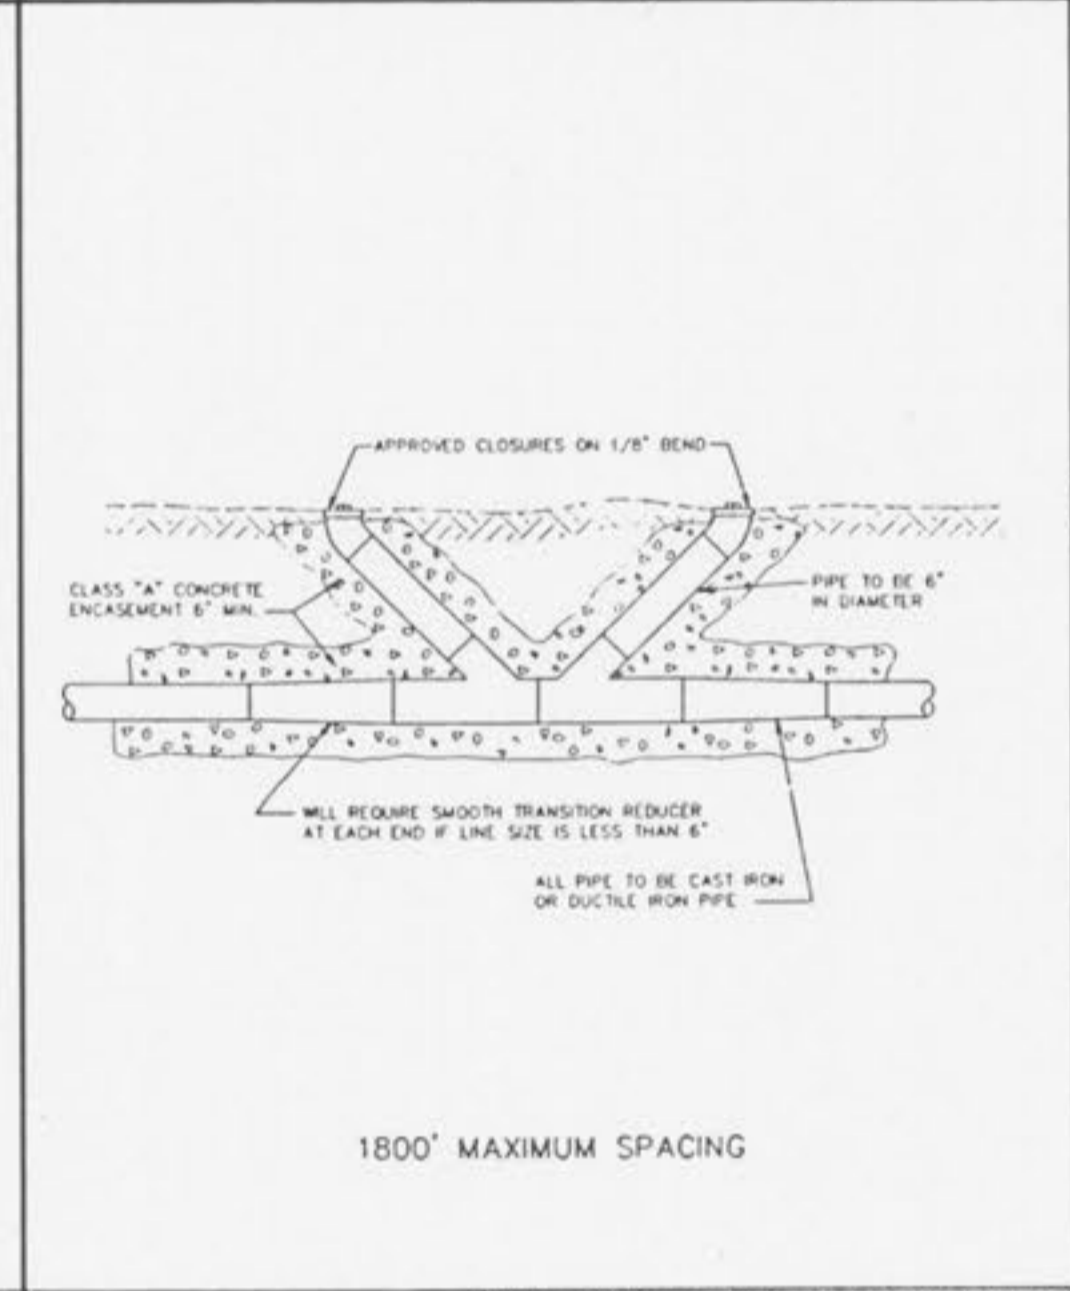 APPROVED CLOSURES ON 1/8" BEND
CLASS "A" CONCRETE
ENCASEMENT 6" MIN.
PIPE TO BE 6"
IN DIAMETER
WILL REQUIRE SMOOTH TRANSITION REDUCER
AT EACH END IF LINE SIZE IS LESS THAN 6"
ALL PIPE TO BE CAST IRON
OR DUCTILE IRON PIPE
1800' MAXIMUM SPACING